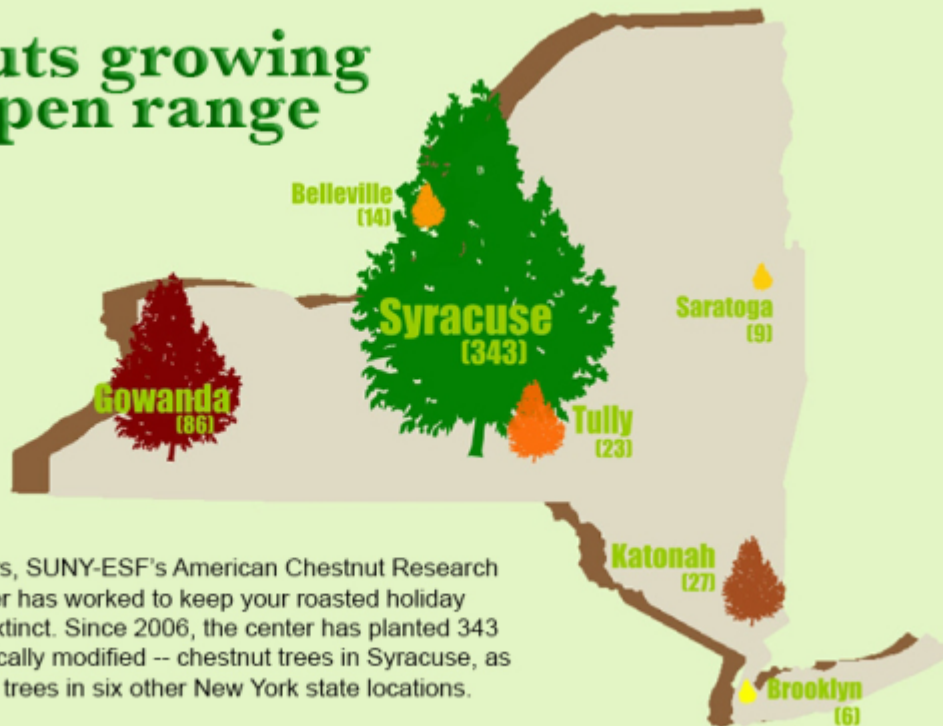 uts growing
pen range
Belleville
(14)
Syracuse
(343)
Saratoga
(9)
Gowanda
(86)
Tully
(23)
Katonah
(27)
Brooklyn
(6)
s, SUNY-ESF's American Chestnut Research
er has worked to keep your roasted holiday
xtinct. Since 2006, the center has planted 343
ically modified -- chestnut trees in Syracuse, as
trees in six other New York state locations.